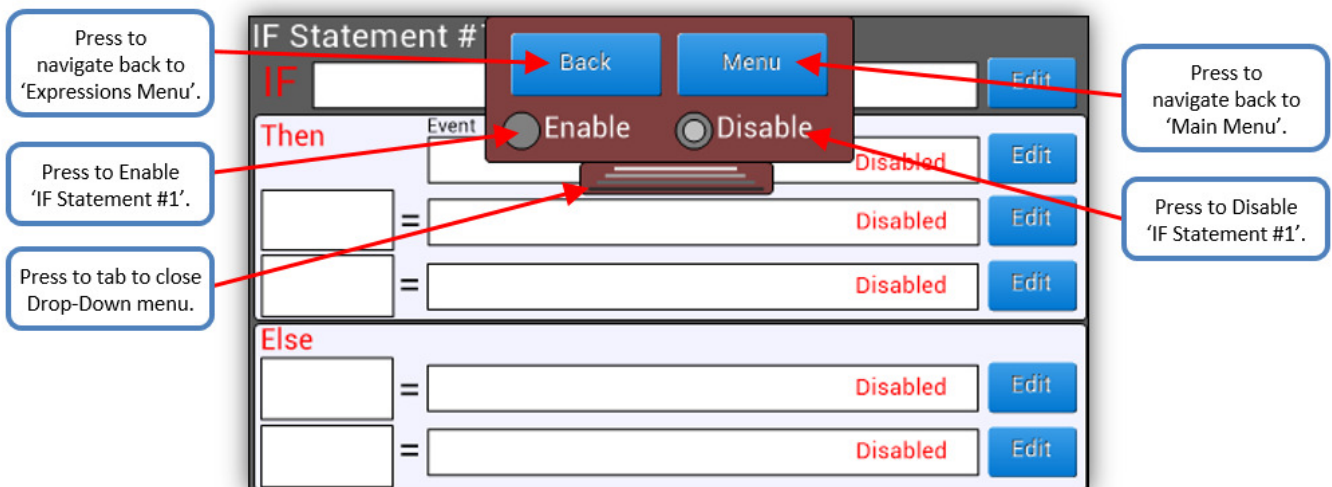 Press to
navigate back to
‘Expressions Menu’.
Press to Enable
‘IF Statement #1’.
Press to tab to close
Drop-Down menu.
IF Statement #
Back
Menu
IF
Edit
Enable
Disable
Then
Event
Disabled
Edit
=
Disabled
Edit
=
Disabled
Edit
Else
=
Disabled
Edit
=
Disabled
Edit
Press to
navigate back to
‘Main Menu’.
Press to Disable
‘IF Statement #1’.